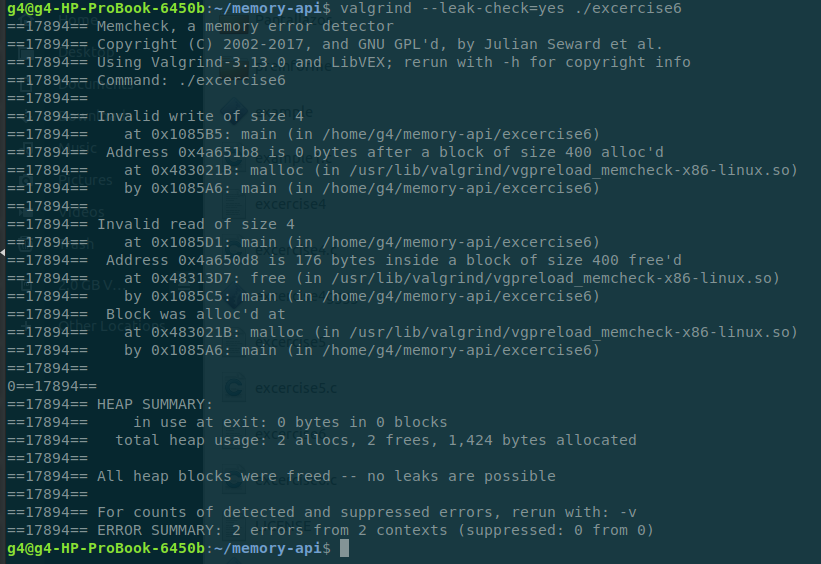 g4@g4-HP-ProBook-6450b:~/memory-api$ valgrind --leak-check=yes ./excercise6
==17894== Memcheck, a memory error detector
==17894== Copyright (C) 2002-2017, and GNU GPL'd, by Julian Seward et al.
==17894== Using Valgrind-3.13.0 and LibVEX; rerun with -h for copyright info
==17894== Command: ./excercise6
==17894==
==17894== Invalid write of size 4
==17894==    at 0x1085B5: main (in /home/g4/memory-api/excercise6)
==17894==  Address 0x4a651b8 is 0 bytes after a block of size 400 alloc'd
==17894==    at 0x483021B: malloc (in /usr/lib/valgrind/vgpreload_memcheck-x86-linux.so)
==17894==    by 0x1085A6: main (in /home/g4/memory-api/excercise6)
==17894==
==17894== Invalid read of size 4
==17894==    at 0x1085D1: main (in /home/g4/memory-api/excercise6)
==17894==  Address 0x4a650d8 is 176 bytes inside a block of size 400 free'd
==17894==    at 0x48313D7: free (in /usr/lib/valgrind/vgpreload_memcheck-x86-linux.so)
==17894==    by 0x1085C5: main (in /home/g4/memory-api/excercise6)
==17894==  Block was alloc'd at
==17894==    at 0x483021B: malloc (in /usr/lib/valgrind/vgpreload_memcheck-x86-linux.so)
==17894==    by 0x1085A6: main (in /home/g4/memory-api/excercise6)
==17894==
0==17894==
==17894== HEAP SUMMARY:
==17894==     in use at exit: 0 bytes in 0 blocks
==17894==   total heap usage: 2 allocs, 2 frees, 1,424 bytes allocated
==17894==
==17894== All heap blocks were freed -- no leaks are possible
==17894==
==17894== For counts of detected and suppressed errors, rerun with: -v
==17894== ERROR SUMMARY: 2 errors from 2 contexts (suppressed: 0 from 0)
g4@g4-HP-ProBook-6450b:~/memory-api$
example
Pictures
Videos
excercise4
excercise5.c